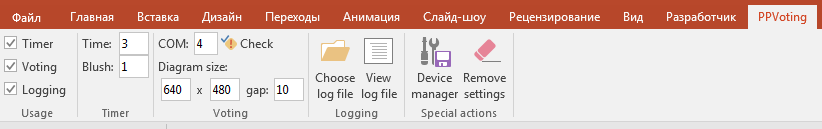 Файл Главная Вставка Дизайн Переходы Анимация Слайд-шоу Рецензирование Вид Разработчик PPVoting
Timer Time: 3 COM: 4 Check
Voting Blush: 1 Diagram size:
Logging 640 x 480 gap: 10
Choose log file
View log file
Device manager
Remove settings
Usage Timer Voting Logging Special actions